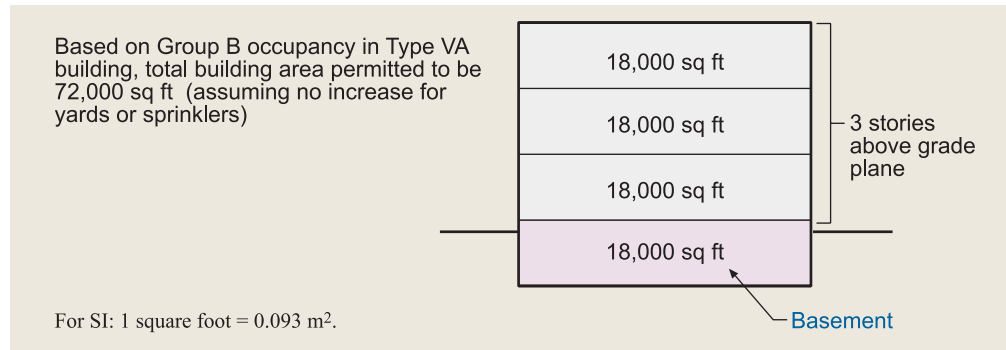 Based on Group B occupancy in Type VA
building, total building area permitted to be
72,000 sq ft (assuming no increase for
yards or sprinklers)
18,000 sq ft
18,000 sq ft
18,000 sq ft
18,000 sq ft
3 stories
above grade
plane
Basement
For SI: 1 square foot = 0.093 m².